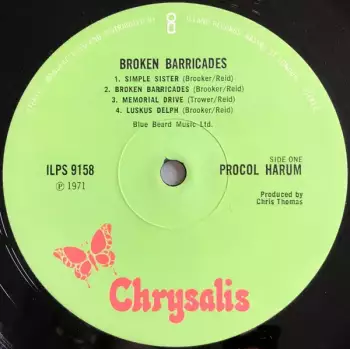 BROKEN BARRICADES
1. SIMPLE SISTER (Brooker/Reid)
2. BROKEN BARRICADES (Brooker/Reid)
3. MEMORIAL DRIVE (Trower/Reid)
4. LUSKUS DELPH (Brooker/Reid)
Blue Beard Music Ltd.
ILPS 9158
Ⓟ 1971
SIDE ONE
PROCOL HARUM
Produced by
Chris Thomas
Chrysalis